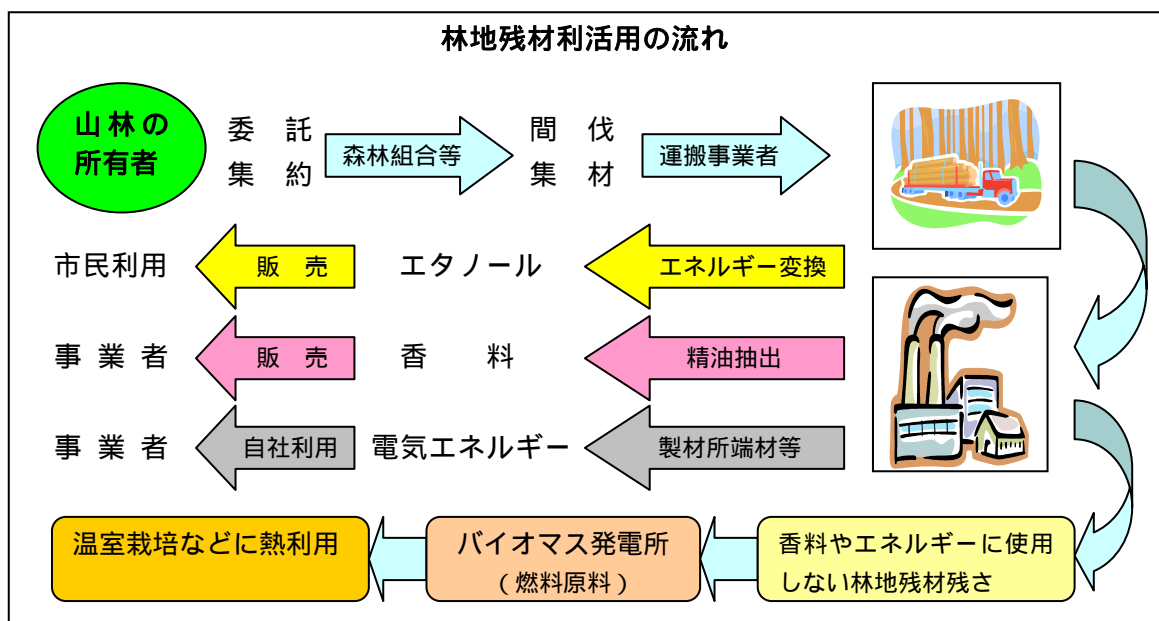 林地残材利活用の流れ
山林の
所有者
委 託
集 約
森林組合等
間 伐
集 材
運搬事業者
市民利用
販 売
エタノール
エネルギー変換
事 業 者
販 売
香 料
精油抽出
事 業 者
自社利用
電気エネルギー
製材所端材等
温室栽培などに熱利用
バイオマス発電所
(燃料原料)
香料やエネルギーに使用
しない林地残材残さ